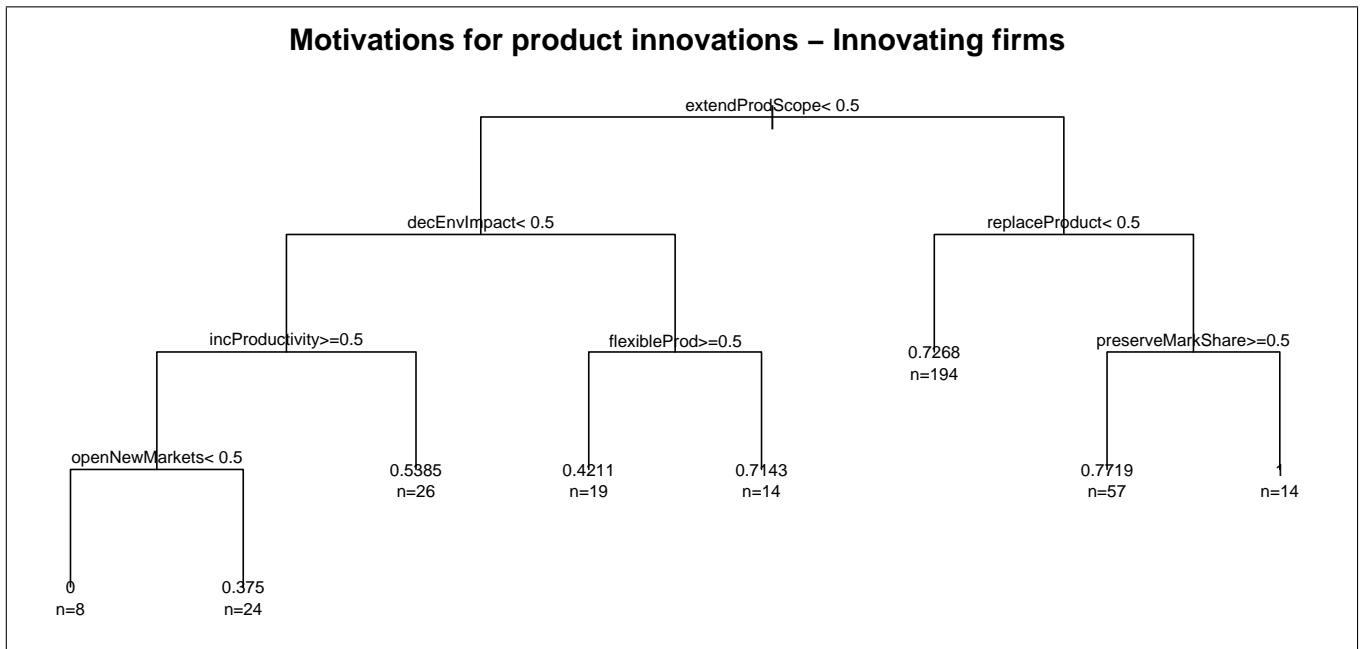 Motivations for product innovations – Innovating firms
extendProdScope< 0.5
decEnvImpact< 0.5
replaceProduct< 0.5
incProductivity>=0.5
flexibleProd>=0.5
preserveMarkShare>=0.5
0.7268
n=194
openNewMarkets< 0.5
0.5385
n=26
0.4211
n=19
0.7143
n=14
0.7719
n=57
1
n=14
0
n=8
0.375
n=24